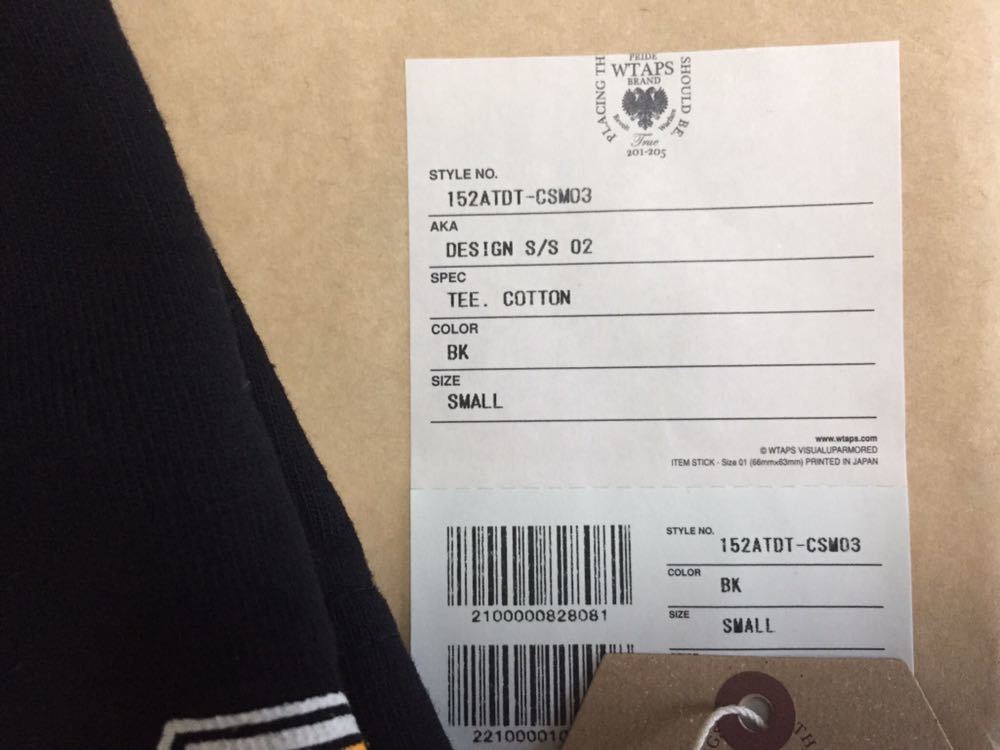 PLACING TH
PRIDE
WTAPS
BRAND
SHOULD BE
True
201-205
STYLE NO.
152ATDT-CSM03
AKA
DESIGN S/S 02
SPEC
TEE. COTTON
COLOR
BK
SIZE
SMALL
www.wtaps.com
© WTAPS VISUALUPARMORED
ITEM STICK - Size 01 (66mmx63mm) PRINTED IN JAPAN
STYLE NO.
152ATDT-CSM03
COLOR
BK
SIZE
SMALL
2100000828081
221000010